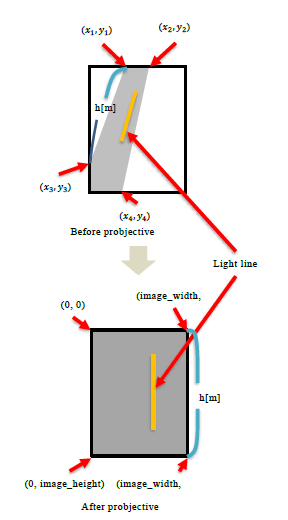 (x1, y1)
(x2, y2)
h[m]
(x3, y3)
(x4, y4)
Before probjective
Light line
(0, 0)
(image_width,
h[m]
(0, image_height)
(image_width,
After probjective